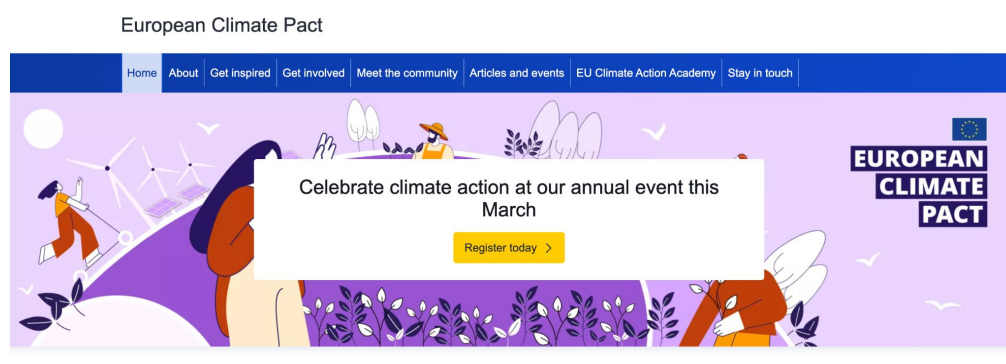 European Climate Pact
Home About Get inspired Get involved Meet the community Articles and events EU Climate Action Academy Stay in touch
Celebrate climate action at our annual event this
March
Register today
EUROPEAN
CLIMATE
PACT